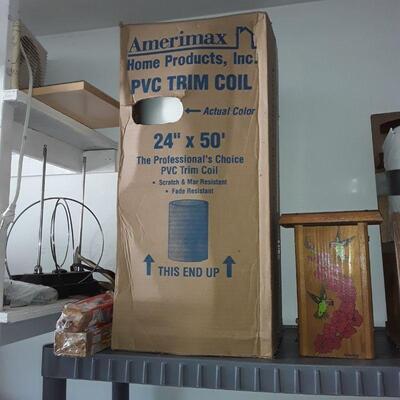 Amerimax
Home Products, Inc.
PVC TRIM COIL
Actual Color
24" x 50'
The Professional's Choice
PVC Trim Coil
• Scratch & Mar Resistant
• Fade Resistant
THIS END UP